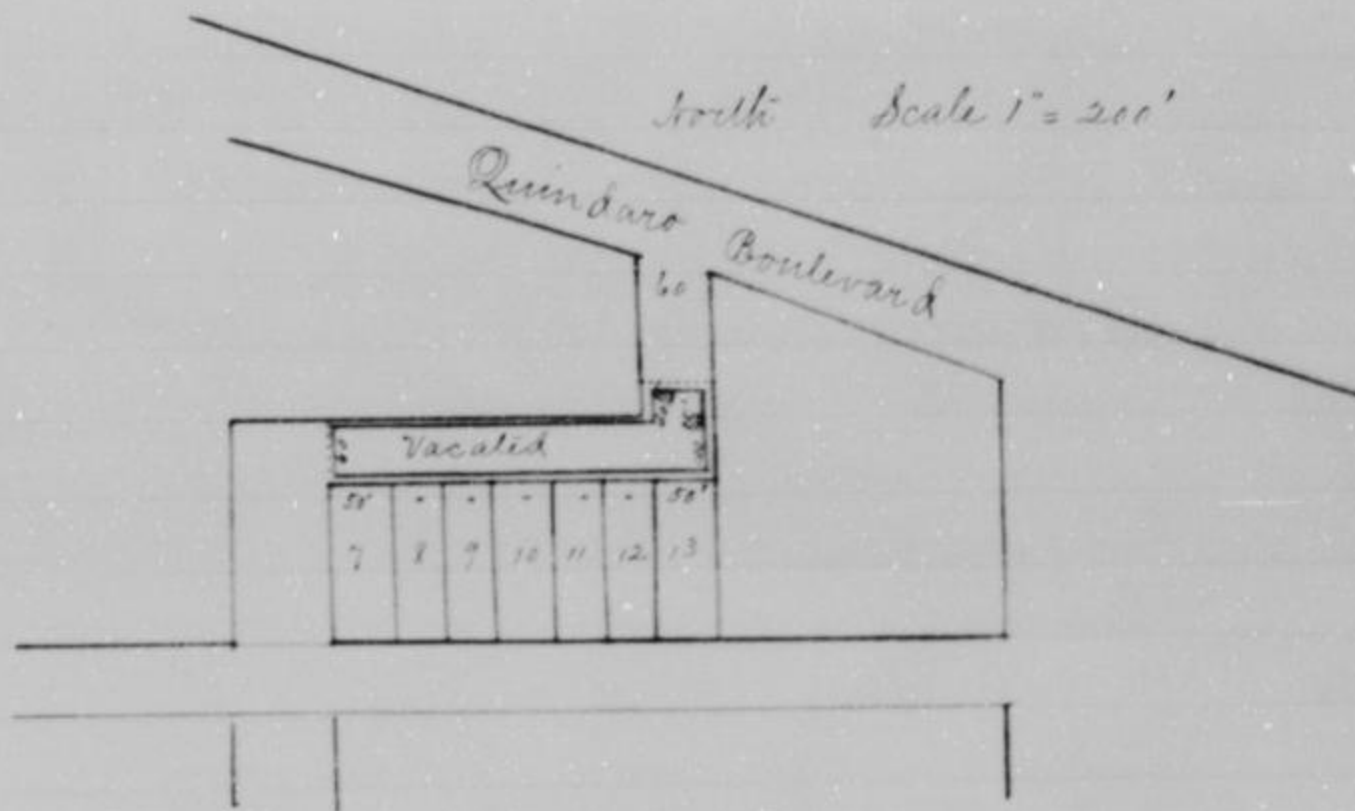 North Scale 1" = 200'
Quindaro Boulevard
60
Vacated
50' - - - - - 50'
7 8 9 10 11 12 13